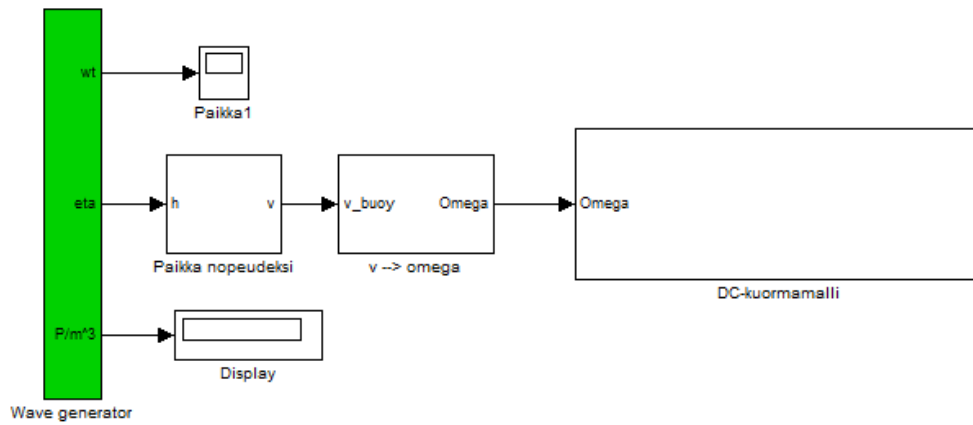 wt
Paikka1
eta
h
v
v_buoy
Omega
Omega
Paikka nopeudeksi
v --> omega
DC-kuormamalli
P/m^3
Display
Wave generator